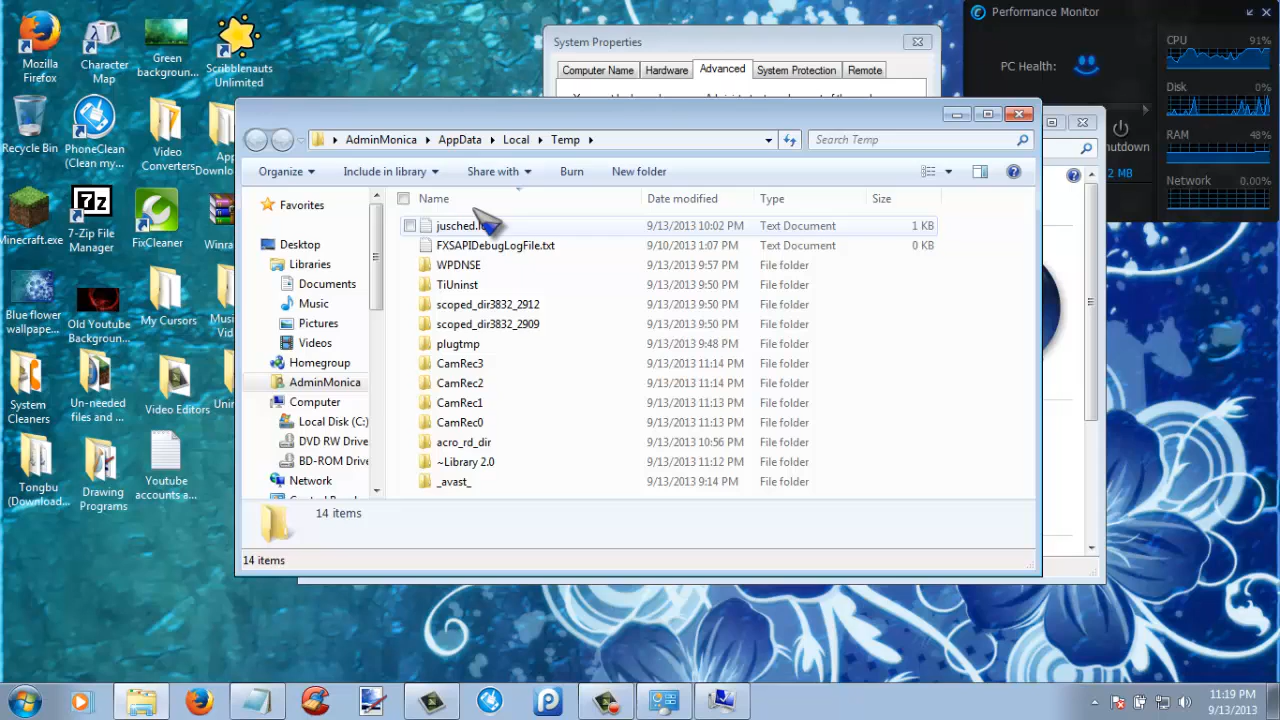 Mozilla Firefox
Character Map
Green backgroun...
Scribblenauts Unlimited
Recycle Bin
PhoneClean (Clean my...
Video Converters
Minecraft.exe
7-Zip File Manager
FixCleaner
Blue flower wallpape...
Old Youtube Backgroun...
My Cursors
System Cleaners
Un-needed files and ...
Video Editors
Tongbu (Download...
Drawing Programs
Youtube accounts a...
System Properties
Computer Name Hardware Advanced System Protection Remote
Performance Monitor
PC Health:
CPU 91%
Disk 0%
RAM 48%
Network 0.00%
2 MB
AdminMonica AppData Local Temp
Search Temp
Organize Include in library Share with Burn New folder
Favorites
Desktop
Libraries
Documents
Music
Pictures
Videos
Homegroup
AdminMonica
Computer
Local Disk (C:)
DVD RW Drive
BD-ROM Drive
Network
Name Date modified Type Size
9/13/2013 10:02 PM Text Document 1 KB
FXSAPIDebugLogFile.txt 9/10/2013 1:07 PM Text Document 0 KB
WPDNSE 9/13/2013 9:57 PM File folder
TiUninst 9/13/2013 9:50 PM File folder
scoped_dir3832_2912 9/13/2013 9:50 PM File folder
scoped_dir3832_2909 9/13/2013 9:50 PM File folder
plugtmp 9/13/2013 9:48 PM File folder
CamRec3 9/13/2013 11:14 PM File folder
CamRec2 9/13/2013 11:14 PM File folder
CamRec1 9/13/2013 11:13 PM File folder
CamRec0 9/13/2013 11:13 PM File folder
acro_rd_dir 9/13/2013 10:56 PM File folder
~Library 2.0 9/13/2013 11:12 PM File folder
_avast_ 9/13/2013 9:14 PM File folder
14 items
14 items
11:19 PM
9/13/2013